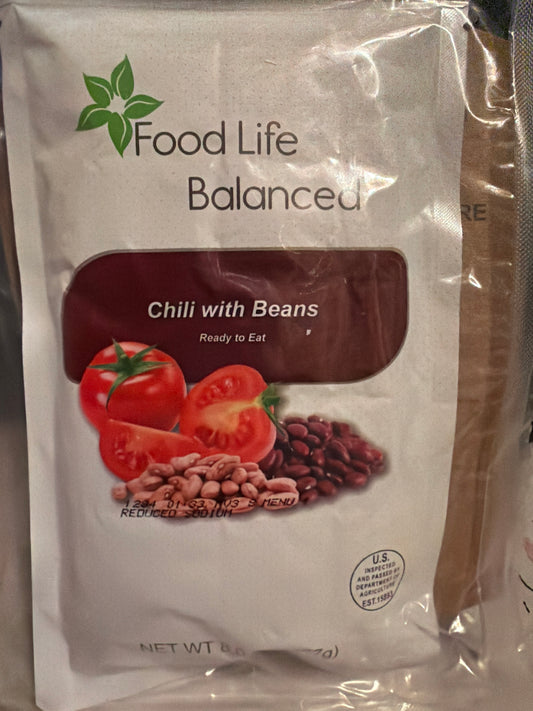 Food Life
Balanced
RE
Chili with Beans
Ready to Eat
REDUCED SODIUM
U.S.
INSPECTED
AND PASSED BY
DEPARTMENT OF
AGRICULTURE
NET WT